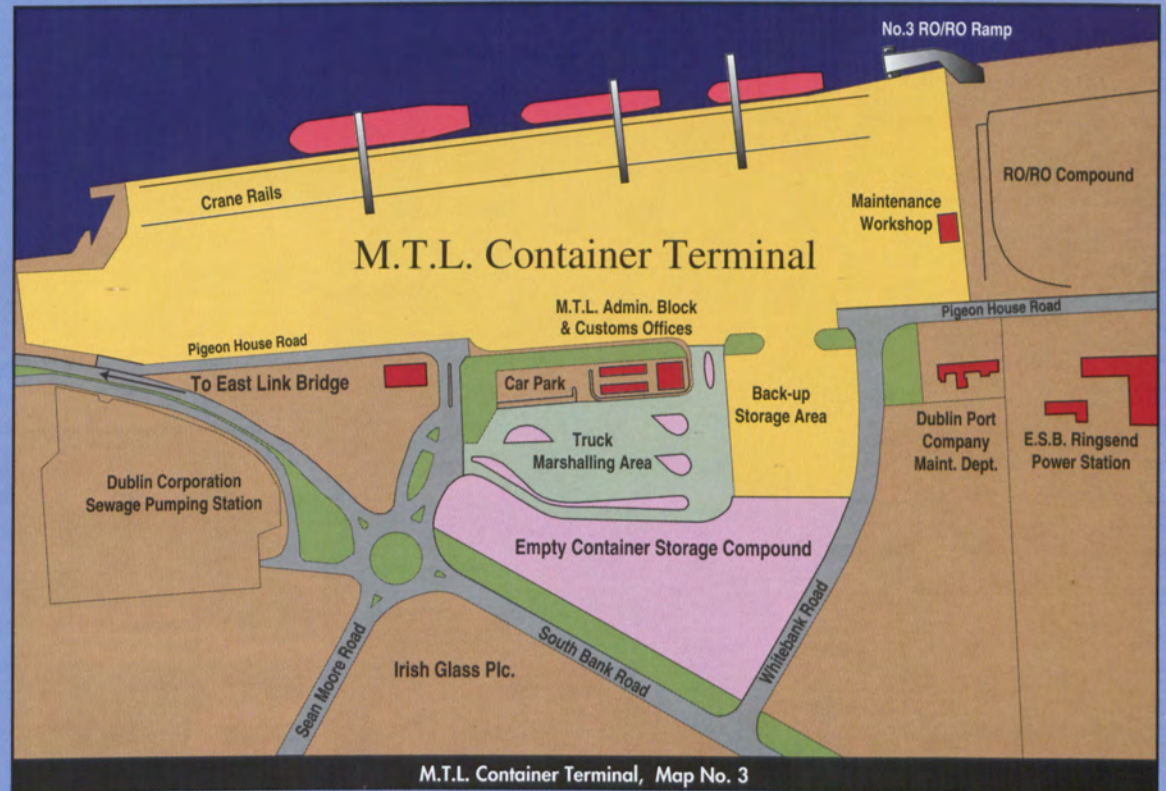 No.3 RO/RO Ramp
Crane Rails
RO/RO Compound
Maintenance
Workshop
M.T.L. Container Terminal
M.T.L. Admin. Block
& Customs Offices
Pigeon House Road
Pigeon House Road
To East Link Bridge
Car Park
Back-up
Storage Area
Truck
Marshalling Area
Dublin Port
Company
Maint. Dept.
E.S.B. Ringsend
Power Station
Dublin Corporation
Sewage Pumping Station
Empty Container Storage Compound
Whitebank Road
South Bank Road
Sean Moore Road
Irish Glass Plc.
M.T.L. Container Terminal, Map No. 3